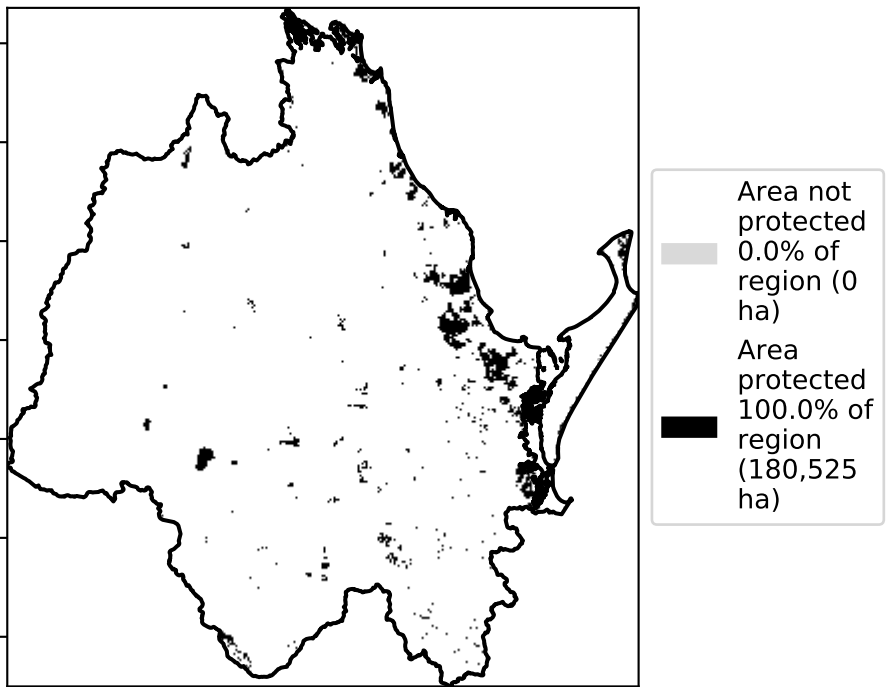 Area not
protected
0.0% of
region (0
ha)
Area
protected
100.0% of
region
(180,525
ha)